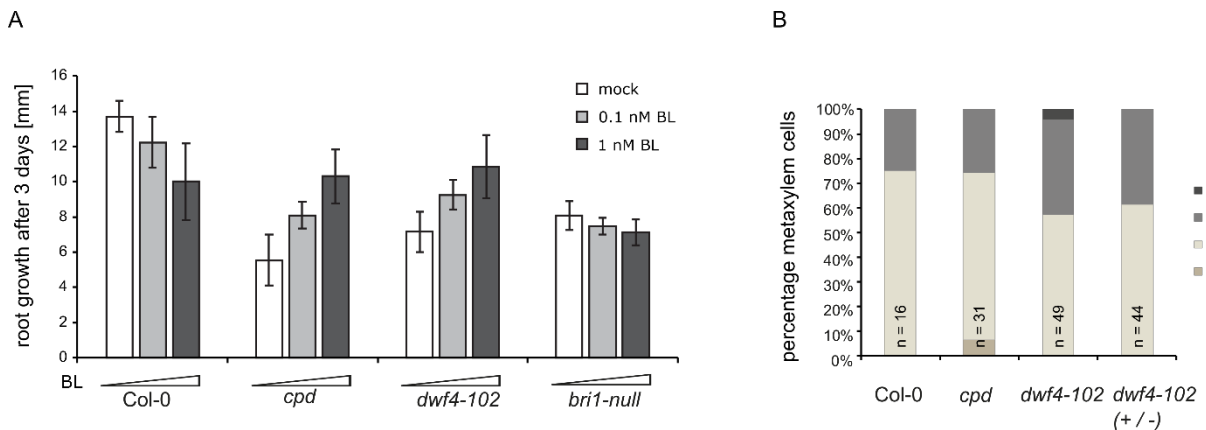 A
root growth after 3 days [mm]
16
14
12
10
8
6
4
2
0
mock
0.1 nM BL
1 nM BL
BL
Col-0
cpd
dwf4-102
bri1-null
B
percentage metaxylem cells
100%
90%
80%
70%
60%
50%
40%
30%
20%
10%
0%
n = 16
n = 31
n = 49
n = 44
Col-0
cpd
dwf4-102
dwf4-102
(+ / -)